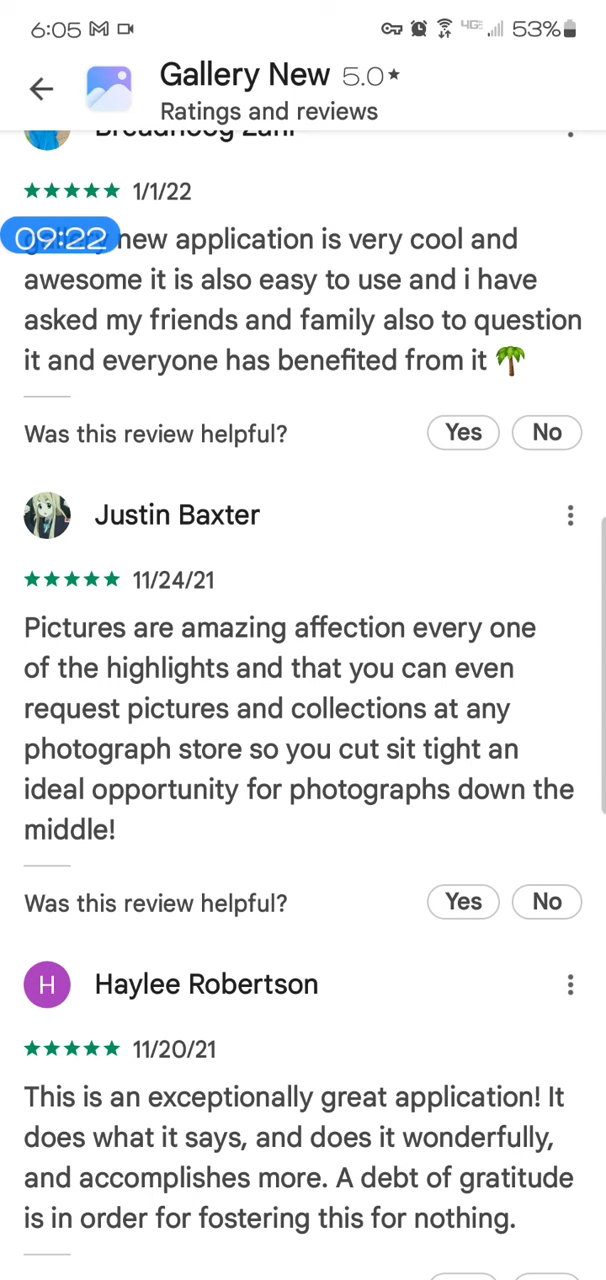 6:05 4GE 53%
Gallery New 5.0★
Ratings and reviews
★★★★★ 1/1/22
09:22 new application is very cool and
awesome it is also easy to use and i have
asked my friends and family also to question
it and everyone has benefited from it 🌴
Was this review helpful? Yes No
Justin Baxter
★★★★★ 11/24/21
Pictures are amazing affection every one
of the highlights and that you can even
request pictures and collections at any
photograph store so you cut sit tight an
ideal opportunity for photographs down the
middle!
Was this review helpful? Yes No
H Haylee Robertson
★★★★★ 11/20/21
This is an exceptionally great application! It
does what it says, and does it wonderfully,
and accomplishes more. A debt of gratitude
is in order for fostering this for nothing.